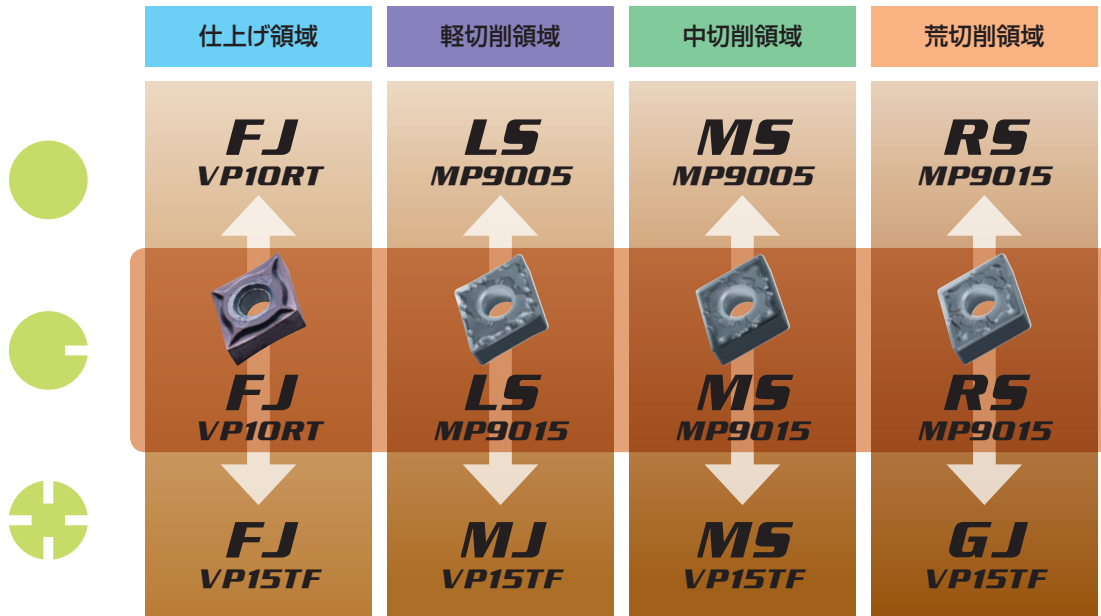 仕上げ領域 軽切削領域 中切削領域 荒切削領域
FJ LS MS RS
VP10RT MP9005 MP9005 MP9015
FJ LS MS RS
VP10RT MP9015 MP9015 MP9015
FJ MJ MS GJ
VP15TF VP15TF VP15TF VP15TF